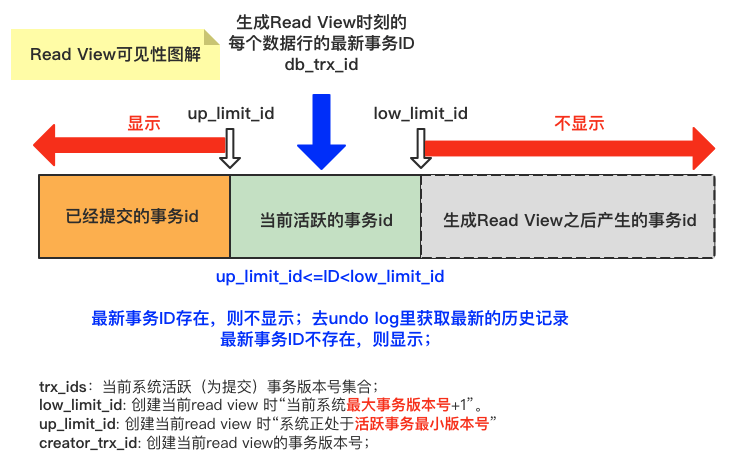 生成Read View时刻的
每个数据行的最新事务ID
db_trx_id
Read View可见性图解
显示
up_limit_id
low_limit_id
不显示
已经提交的事务id
当前活跃的事务id
生成Read View之后产生的事务id
up_limit_id<=ID<low_limit_id
最新事务ID存在，则不显示；去undo log里获取最新的历史记录
最新事务ID不存在，则显示；
trx_ids：当前系统活跃（为提交）事务版本号集合；
low_limit_id: 创建当前read view 时“当前系统最大事务版本号+1”。
up_limit_id: 创建当前read view 时“系统正处于活跃事务最小版本号”
creator_trx_id: 创建当前read view的事务版本号；